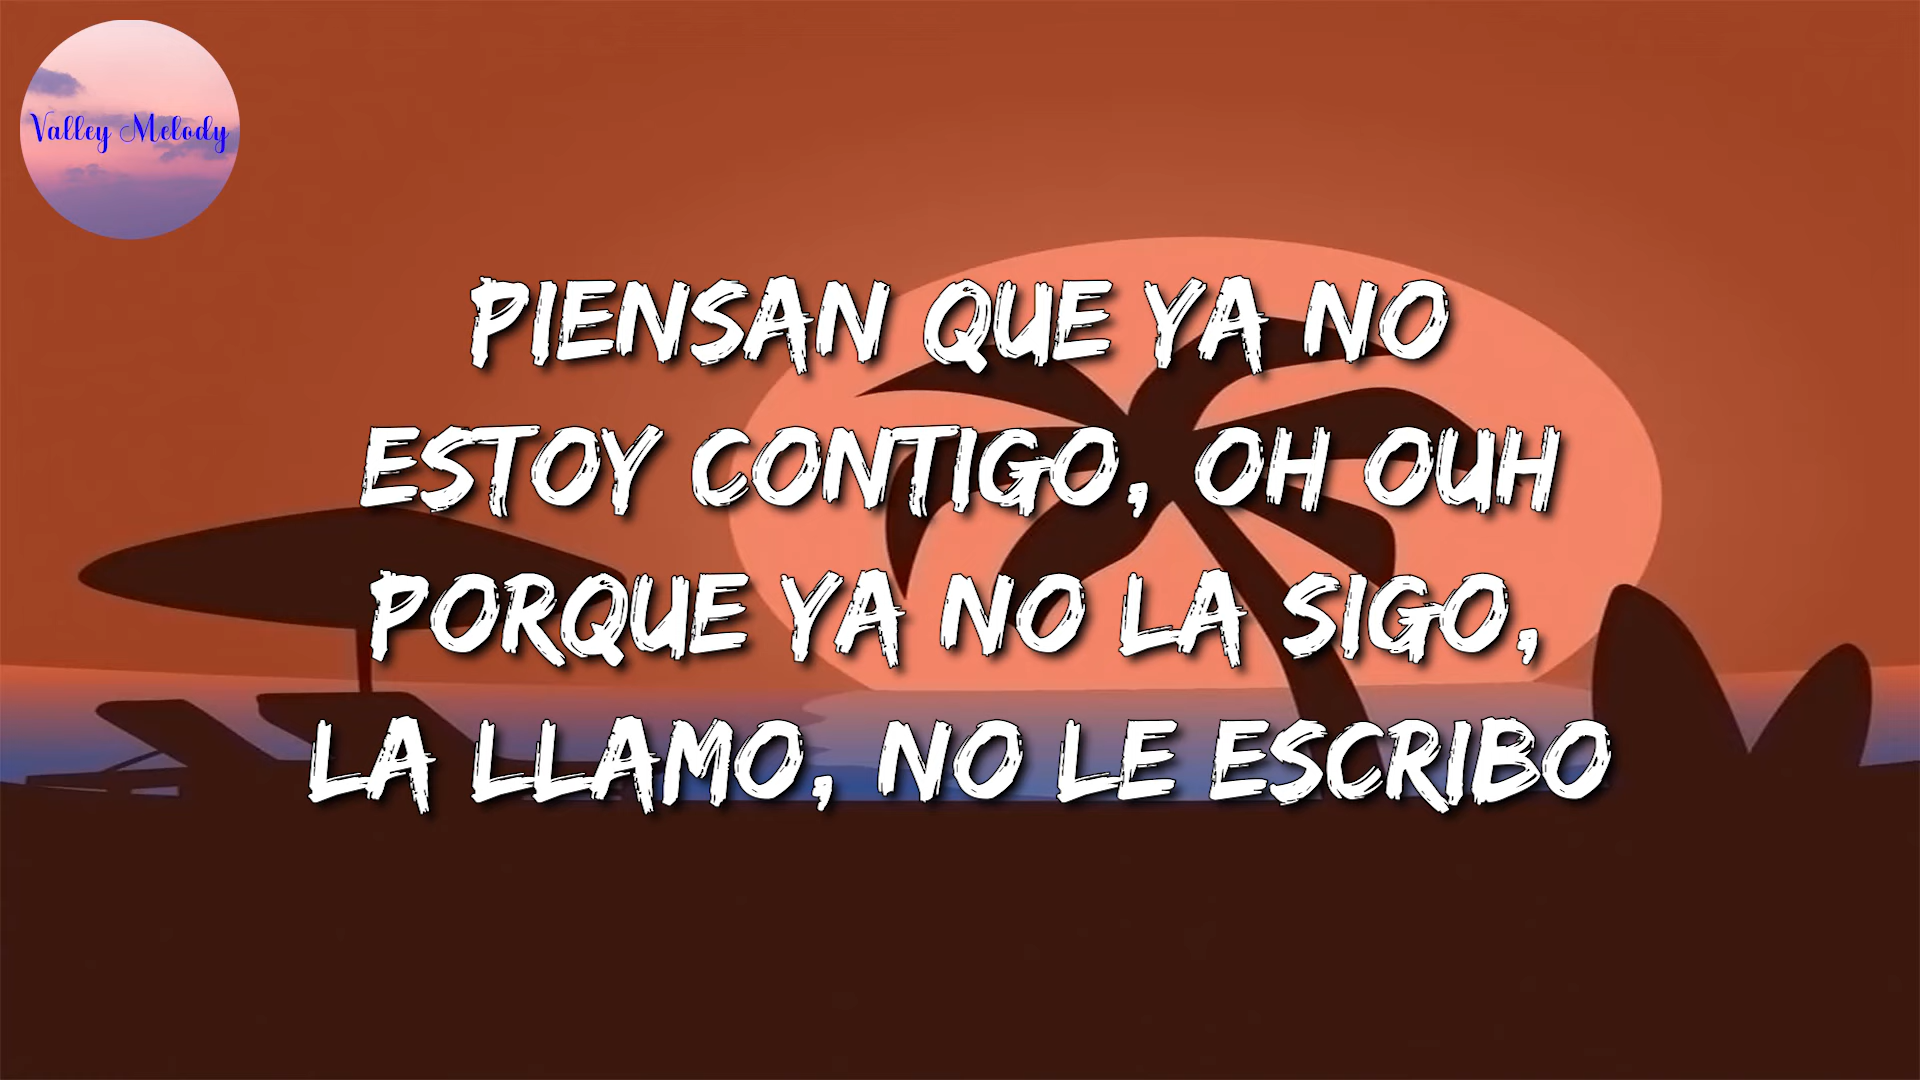 Valley Melody
PIENSAN QUE YA NO
ESTOY CONTIGO, OH OUH
PORQUE YA NO LA SIGO,
LA LLAMO, NO LE ESCRIBO